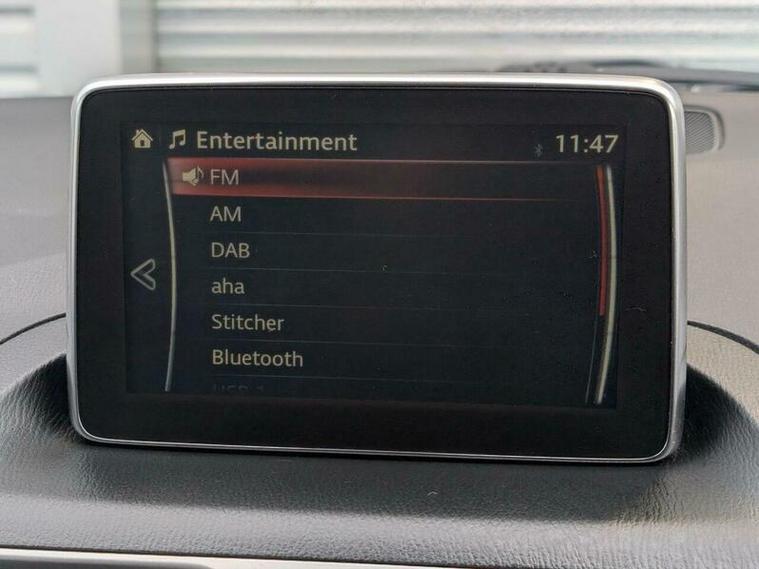 Entertainment 11:47
FM
AM
DAB
aha
Stitcher
Bluetooth